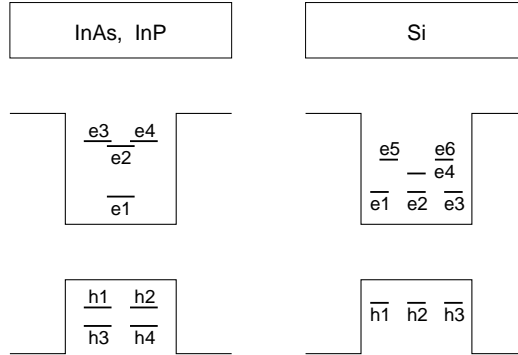 InAs, InP
Si
e3 e4
e2
e1
h1 h2
h3 h4
e5 e6
e4
e1 e2 e3
h1 h2 h3